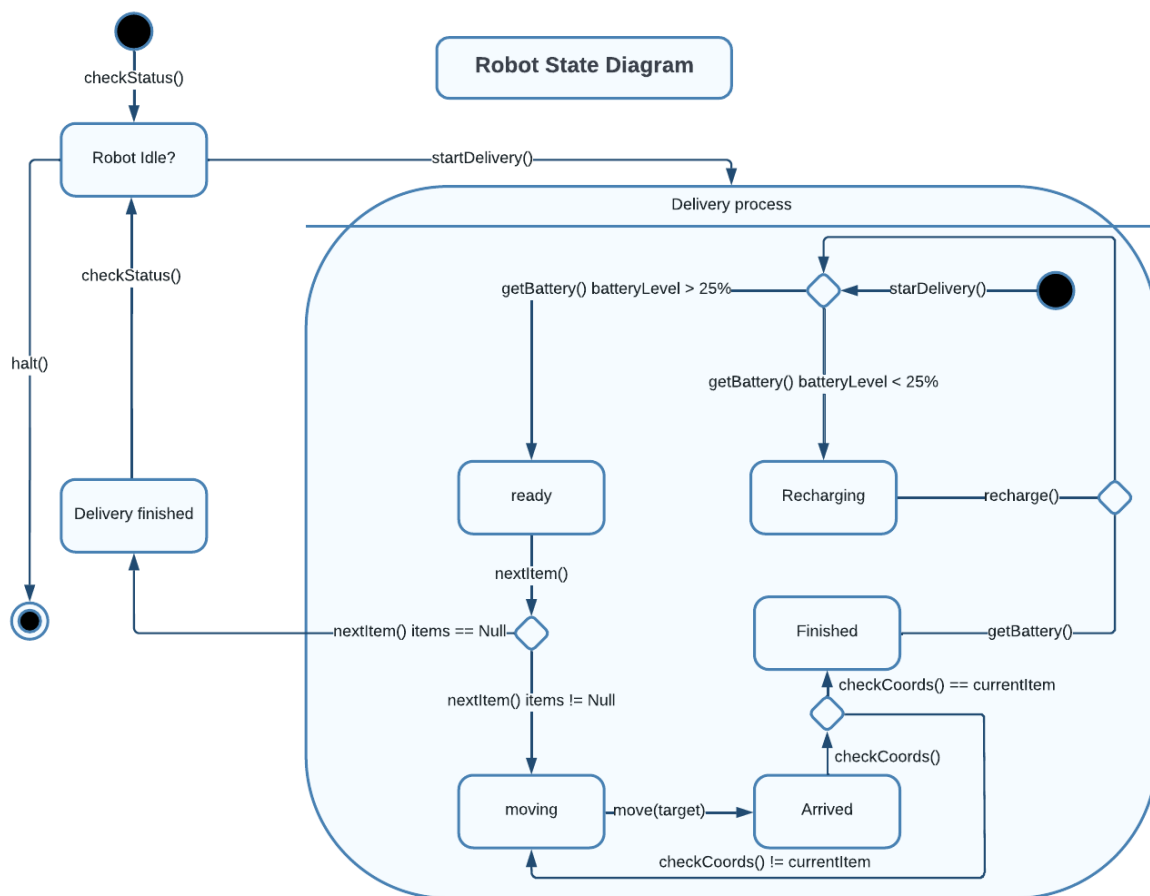 Robot State Diagram
checkStatus()
Robot Idle?
startDelivery()
Delivery process
checkStatus()
getBattery() batteryLevel > 25%
starDelivery()
halt()
getBattery() batteryLevel < 25%
ready
Recharging
recharge()
Delivery finished
nextItem()
nextItem() items == Null
Finished
getBattery()
checkCoords() == currentItem
nextItem() items != Null
checkCoords()
moving
move(target)
Arrived
checkCoords() != currentItem